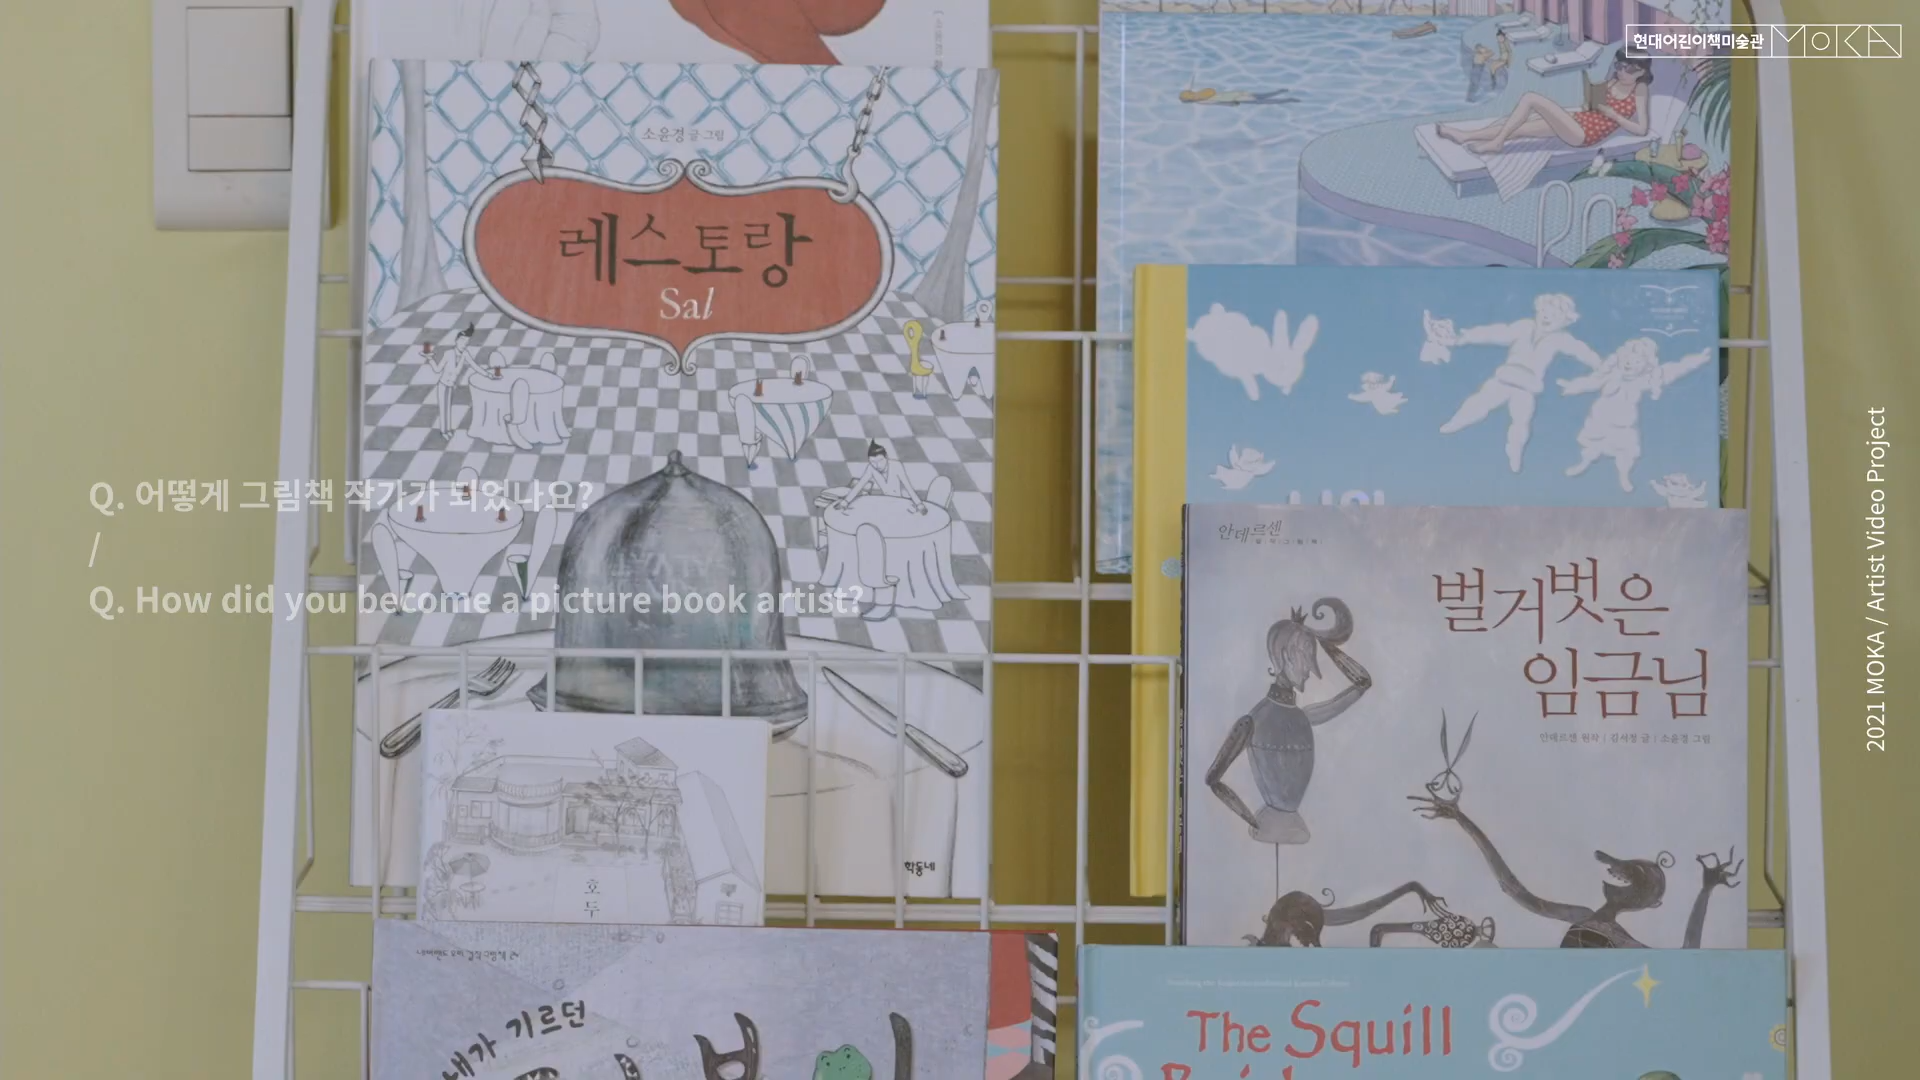 현대어린이책미술관 MOKA
소윤경 글·그림
레스토랑
Sal
Q. 어떻게 그림책 작가가 되었나요?
/
Q. How did you become a picture book artist?
2021 MOKA / Artist Video Project
안데르센
벌거벗은
임금님
안데르센 원작 | 김서정 글 | 소윤경 그림
학동네
호
두
내가 기르던
The Squill